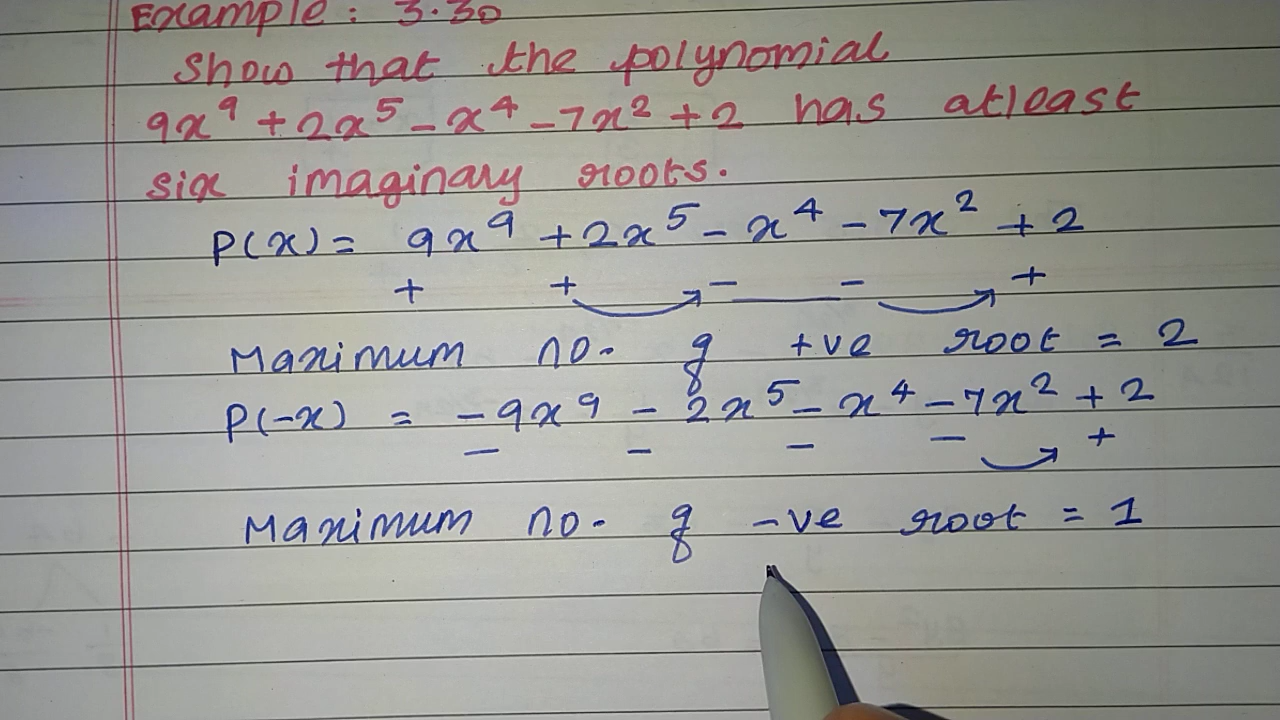 Example: 3.30
Show that the polynomial
9x⁹ + 2x⁵ - x⁴ - 7x² + 2 has atleast
six imaginary roots.
P(x) = 9x⁹ + 2x⁵ - x⁴ - 7x² + 2
+ + - - +
Maximum no. of +ve root = 2
P(-x) = -9x⁹ - 2x⁵ - x⁴ - 7x² + 2
- - - - +
Maximum no. of -ve root = 1